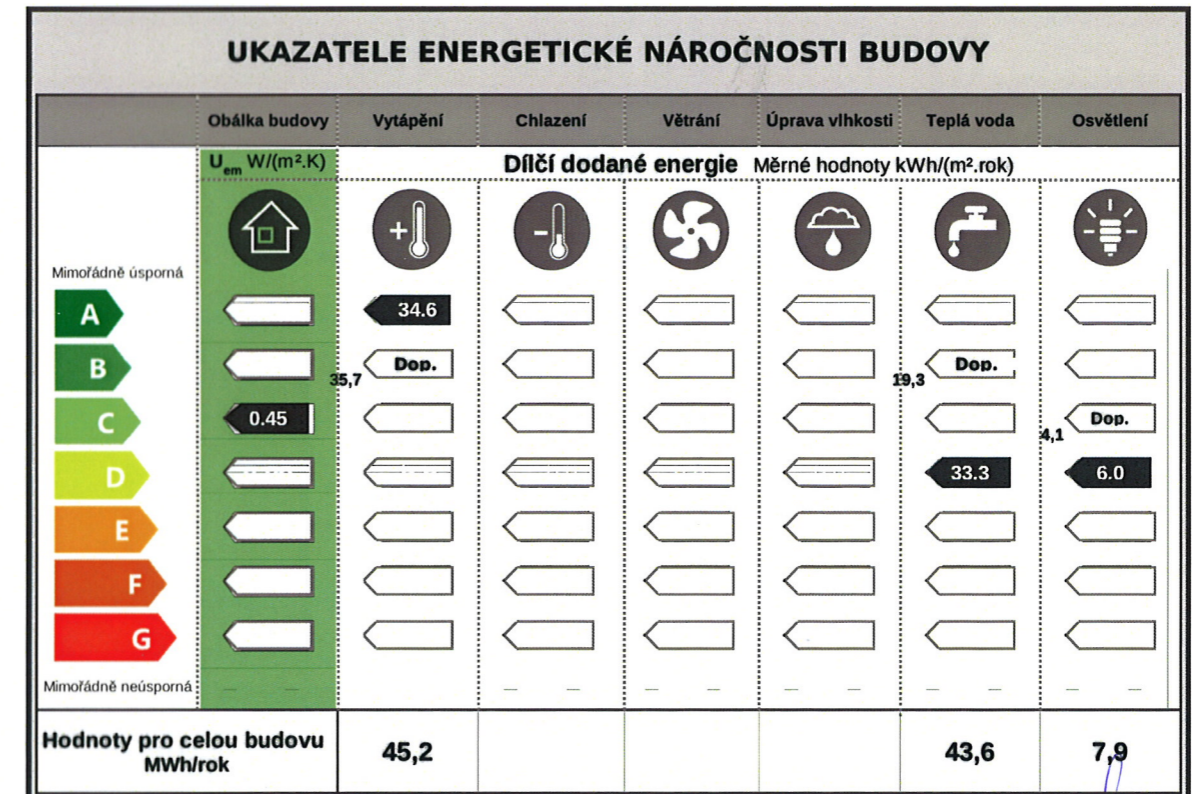 UKAZATELE ENERGETICKÉ NÁROČNOSTI BUDOVY
Obálka budovy Vytápění Chlazení Větrání Úprava vlhkosti Teplá voda Osvětlení
Uem W/(m².K) Dílčí dodané energie Měrné hodnoty kWh/(m².rok)
+ -
Mimořádně úsporná
A 34.6
B Dop. Dop.
35,7 19,3
C 0.45 Dop.
4,1
D 33.3 6.0
E
F
G
Mimořádně neúsporná
Hodnoty pro celou budovu 45,2 43,6 7,9
MWh/rok